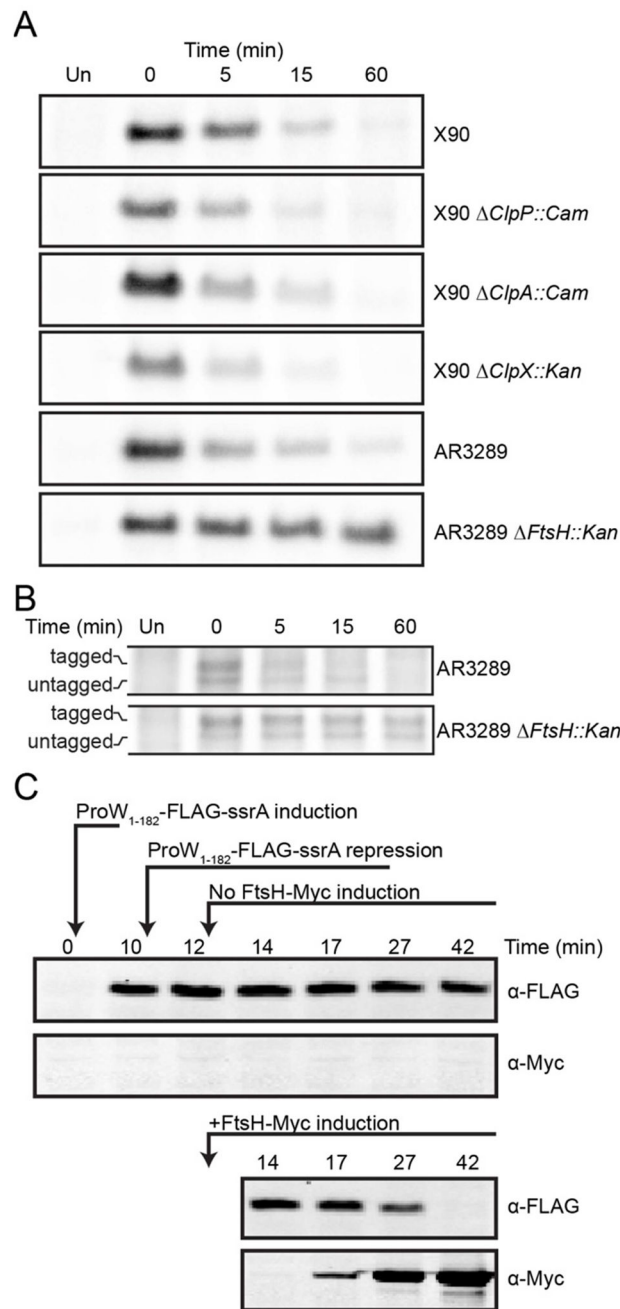 A
Time (min)
Un 0 5 15 60
X90
X90 ΔClpP::Cam
X90 ΔClpA::Cam
X90 ΔClpX::Kan
AR3289
AR3289 ΔFtsH::Kan
B
Time (min) Un 0 5 15 60
tagged
untagged
AR3289
tagged
untagged
AR3289 ΔFtsH::Kan
C
ProW1-182-FLAG-ssrA induction
ProW1-182-FLAG-ssrA repression
No FtsH-Myc induction
0 10 12 14 17 27 42 Time (min)
α-FLAG
α-Myc
+FtsH-Myc induction
14 17 27 42
α-FLAG
α-Myc